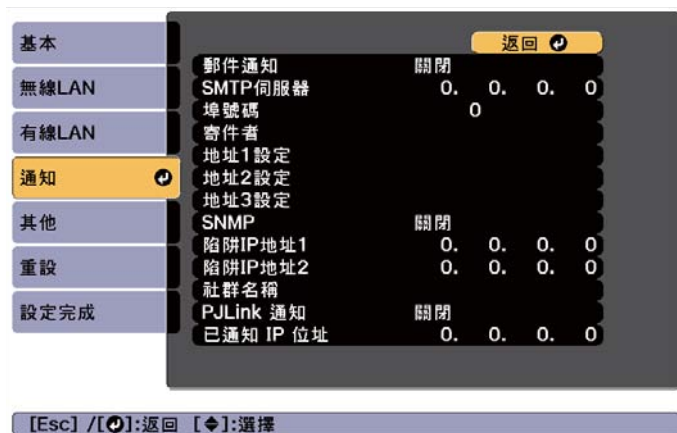 基本
無線LAN
有線LAN
通知
其他
重設
設定完成
返回
郵件通知 關閉
SMTP伺服器 0. 0. 0. 0
埠號碼 0
寄件者
地址1設定
地址2設定
地址3設定
SNMP 關閉
陷阱IP地址1 0. 0. 0. 0
陷阱IP地址2 0. 0. 0. 0
社群名稱
PJLink 通知 關閉
已通知 IP 位址 0. 0. 0. 0
[Esc] /[]:返回 []:選擇